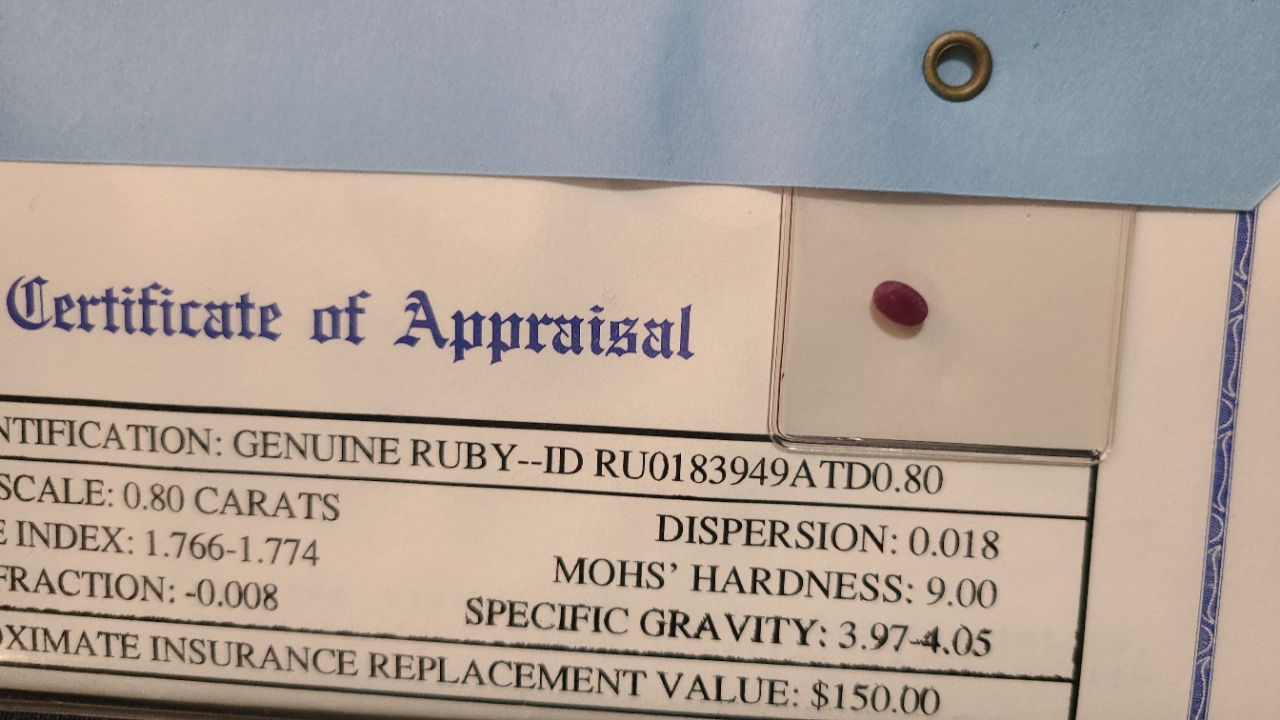 Certificate of Appraisal
NTIFICATION: GENUINE RUBY--ID RU0183949ATD0.80
SCALE: 0.80 CARATS
DISPERSION: 0.018
E INDEX: 1.766-1.774
MOHS' HARDNESS: 9.00
FRACTION: -0.008
SPECIFIC GRAVITY: 3.97-4.05
OXIMATE INSURANCE REPLACEMENT VALUE: $150.00